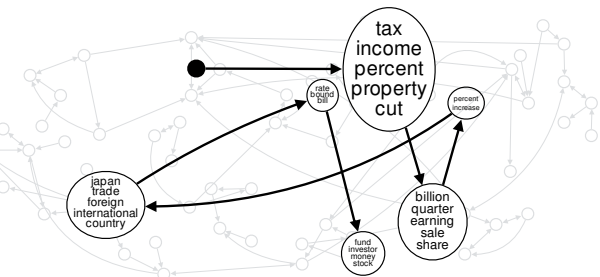 tax
income
percent
property
cut
rate
bound
bill
percent
increase
japan
trade
foreign
international
country
billion
quarter
earning
sale
share
fund
investor
money
stock